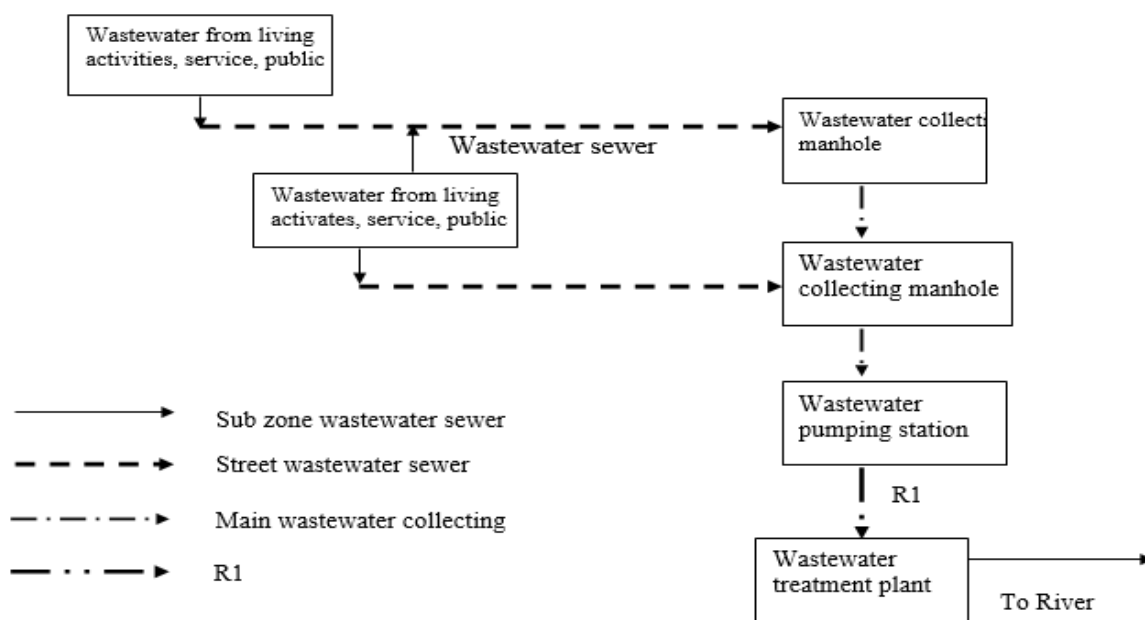 Wastewater from living
activities, service, public
Wastewater collects
manhole
Wastewater sewer
Wastewater from living
activates, service, public
Wastewater
collecting manhole
Wastewater
pumping station
Sub zone wastewater sewer
Street wastewater sewer
R1
Main wastewater collecting
Wastewater
treatment plant
R1
To River